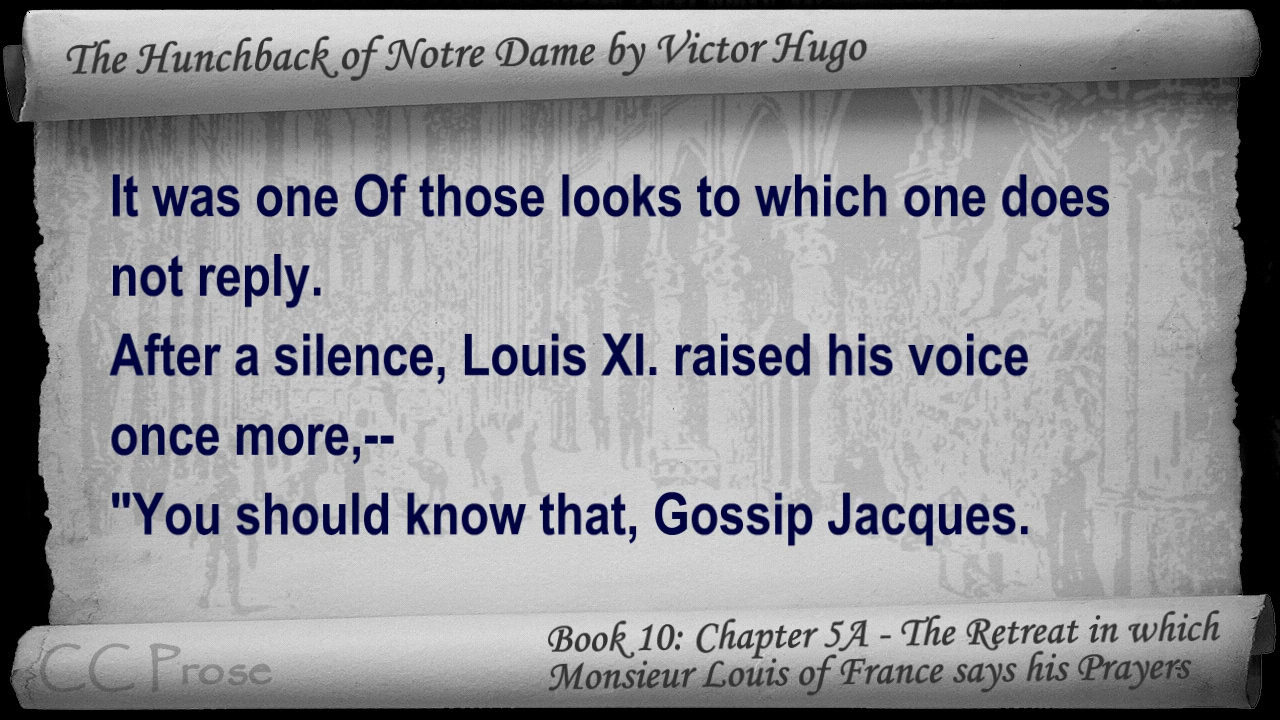 The Hunchback of Notre Dame by Victor Hugo
It was one Of those looks to which one does
not reply.
After a silence, Louis XI. raised his voice
once more,--
"You should know that, Gossip Jacques.
CC Prose
Book 10: Chapter 5A - The Retreat in which
Monsieur Louis of France says his Prayers